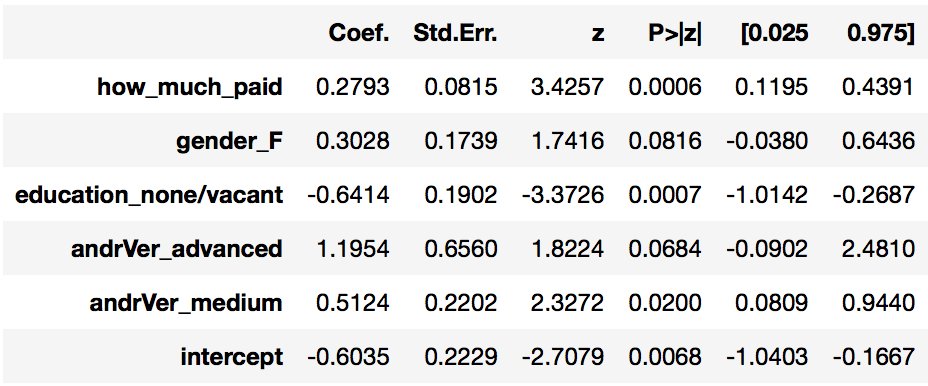 Coef. Std.Err. z P>|z| [0.025 0.975]
how_much_paid 0.2793 0.0815 3.4257 0.0006 0.1195 0.4391
gender_F 0.3028 0.1739 1.7416 0.0816 -0.0380 0.6436
education_none/vacant -0.6414 0.1902 -3.3726 0.0007 -1.0142 -0.2687
andrVer_advanced 1.1954 0.6560 1.8224 0.0684 -0.0902 2.4810
andrVer_medium 0.5124 0.2202 2.3272 0.0200 0.0809 0.9440
intercept -0.6035 0.2229 -2.7079 0.0068 -1.0403 -0.1667